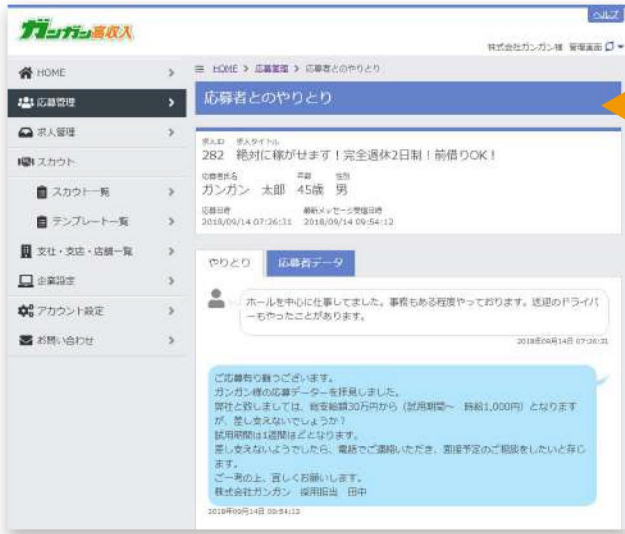 ヘルプ
ガンガン高収入
株式会社ガンガン様 管理画面
HOME
HOME > 応募管理 > 応募者とのやりとり
応募管理
応募者とのやりとり
求人管理
スカウト
スカウト一覧
テンプレート一覧
支社・支店・店舗一覧
企業設定
アカウント設定
お問い合わせ
求人ID 求人タイトル
282 絶対に稼がせます！完全週休2日制！前借りOK！
応募者氏名 年齢 性別
ガンガン 太郎 45歳 男
応募日時 最新メッセージ受信日時
2018/09/14 07:26:31 2018/09/14 09:54:12
やりとり 応募者データ
ホールを中心に仕事してました。事務もある程度やっております。送迎のドライバ
ーもやったことがあります。
2018年09月14日 07:26:31
ご応募有り難うございます。
ガンガン様の応募データーを拝見しました。
弊社と致しましては、総支給額30万円から（試用期間～ 時給1,000円）となります
が、差し支えないでしょうか？
試用期間は1週間ほどとなります。
差し支えないようでしたら、電話でご連絡いただき、面接予定のご相談をしたいと存じ
ます。
ご一考の上、宜しくお願いします。
株式会社ガンガン 採用担当 田中
2018年09月14日 09:54:12